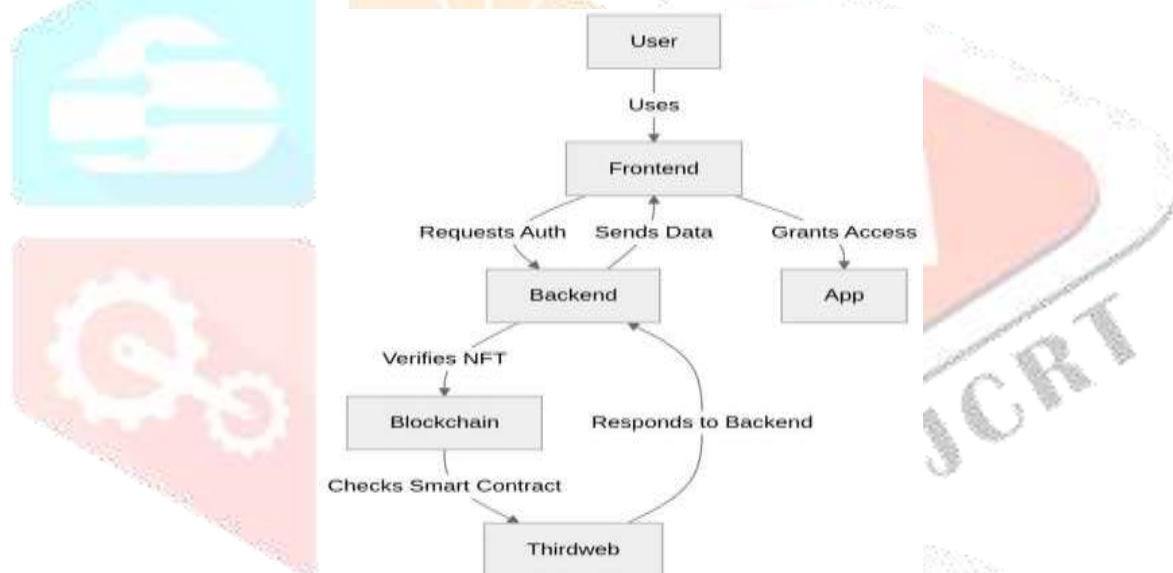 User
Uses
Frontend
Requests Auth
Sends Data
Grants Access
Backend
App
Verifies NFT
Blockchain
Responds to Backend
Checks Smart Contract
Thirdweb
JCRT